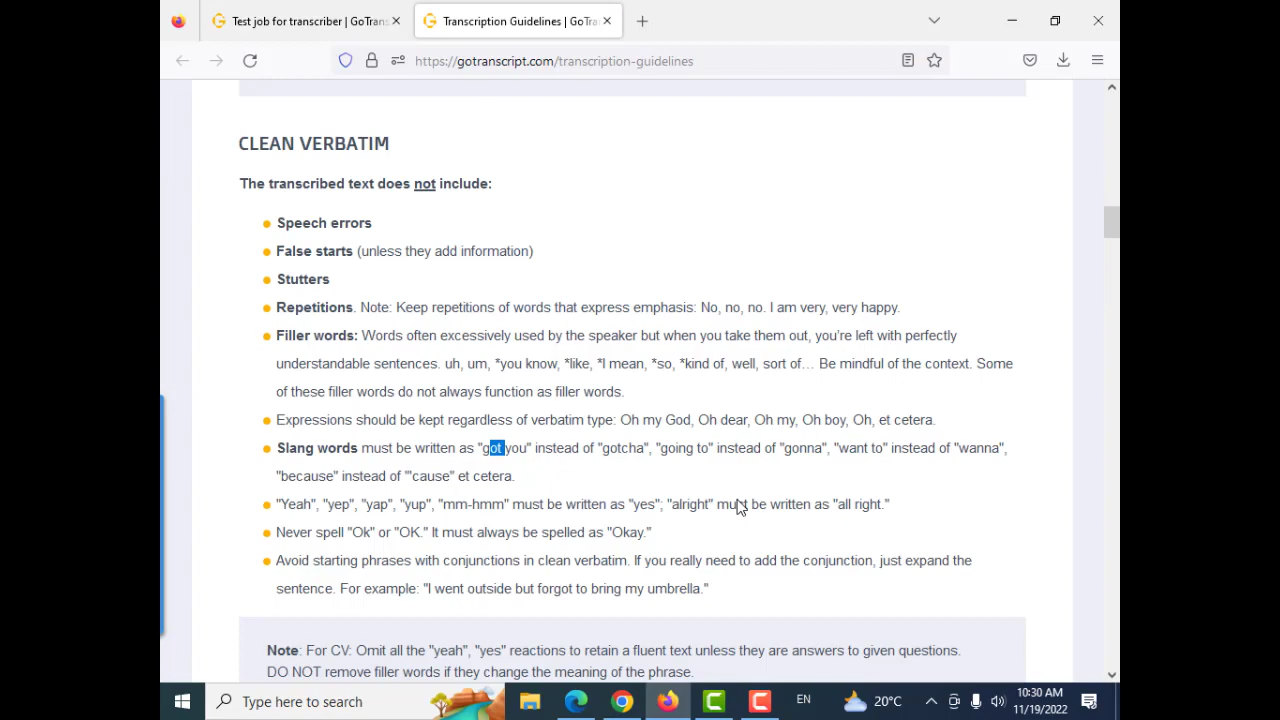 Test job for transcriber | GoTrans
Transcription Guidelines | GoTra
https://gotranscript.com/transcription-guidelines
CLEAN VERBATIM
The transcribed text does not include:
Speech errors
False starts (unless they add information)
Stutters
Repetitions. Note: Keep repetitions of words that express emphasis: No, no, no. I am very, very happy.
Filler words: Words often excessively used by the speaker but when you take them out, you're left with perfectly
understandable sentences. uh, um, *you know, *like, *I mean, *so, *kind of, well, sort of… Be mindful of the context. Some
of these filler words do not always function as filler words.
Expressions should be kept regardless of verbatim type: Oh my God, Oh dear, Oh my, Oh boy, Oh, et cetera.
Slang words must be written as "got you" instead of "gotcha", "going to" instead of "gonna", "want to" instead of "wanna",
"because" instead of "'cause" et cetera.
"Yeah", "yep", "yap", "yup", "mm-hmm" must be written as "yes"; "alright" must be written as "all right."
Never spell "Ok" or "OK." It must always be spelled as "Okay."
Avoid starting phrases with conjunctions in clean verbatim. If you really need to add the conjunction, just expand the
sentence. For example: "I went outside but forgot to bring my umbrella."
Note: For CV: Omit all the "yeah", "yes" reactions to retain a fluent text unless they are answers to given questions.
DO NOT remove filler words if they change the meaning of the phrase.
Type here to search
EN
20°C
10:30 AM
11/19/2022